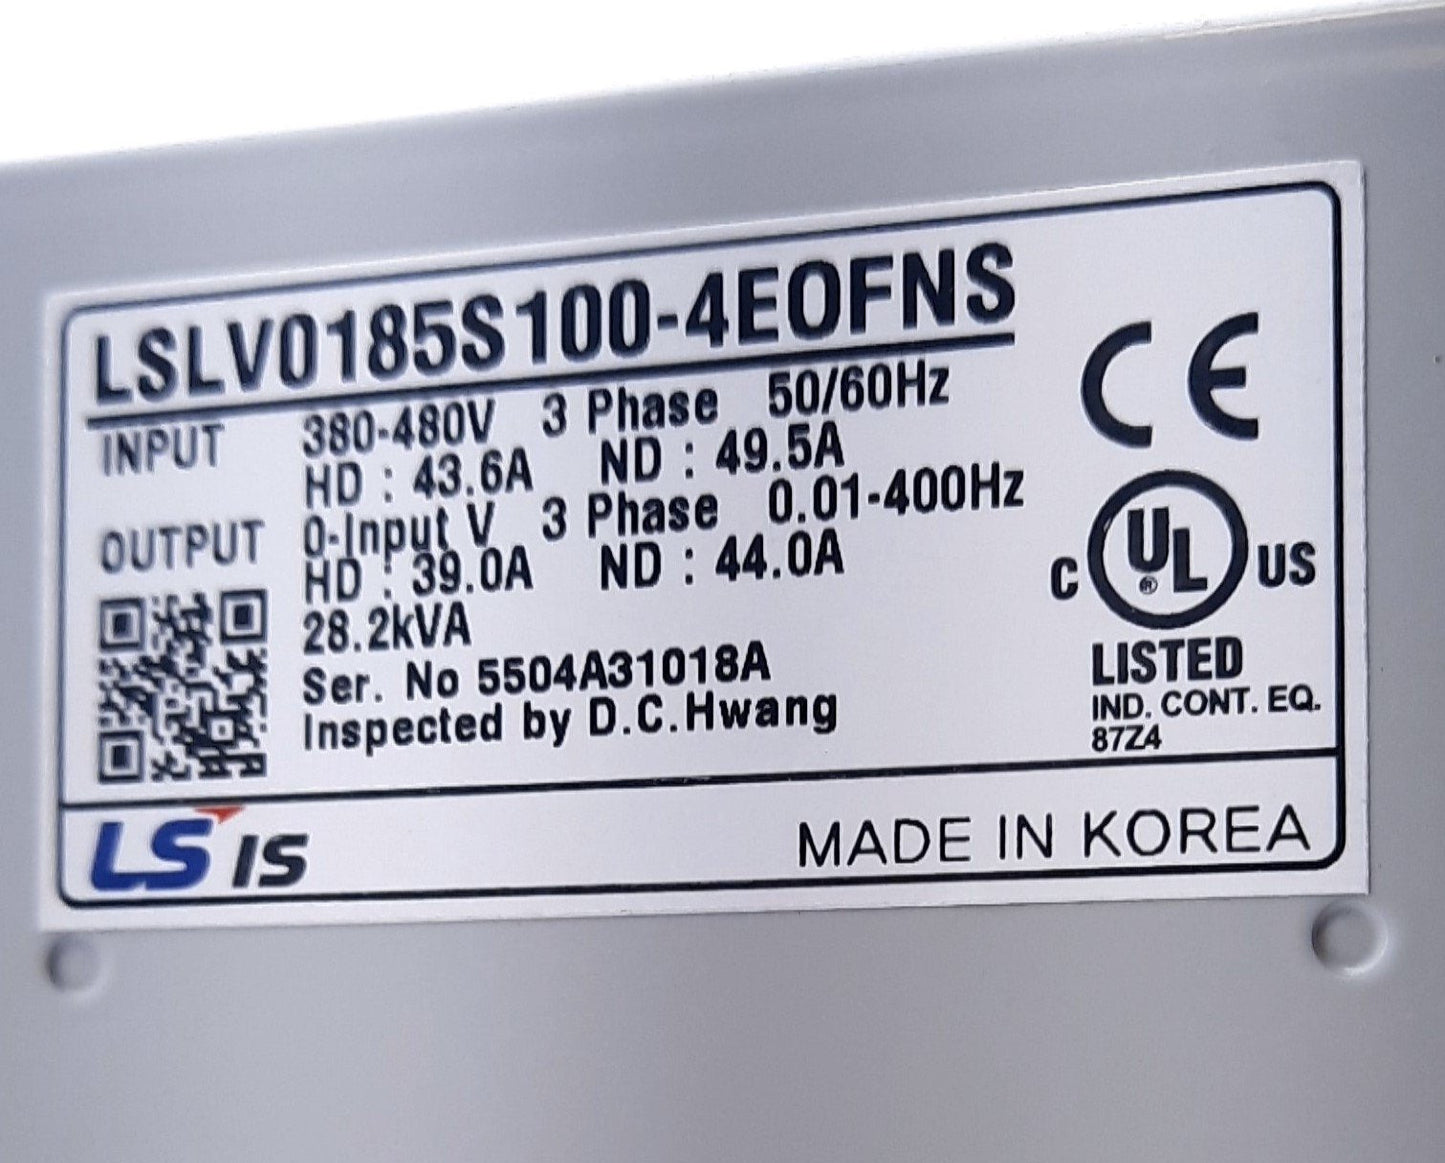 LSLV0185S100-4EOFNS
INPUT 380-480V 3 Phase 50/60Hz
HD : 43.6A ND : 49.5A
OUTPUT 0-Input V 3 Phase 0.01-400Hz
HD : 39.0A ND : 44.0A
28.2kVA
Ser. No 5504A31018A
Inspected by D.C.Hwang
CE
C UL ® US
LISTED
IND. CONT. EQ.
87Z4
LS IS
MADE IN KOREA